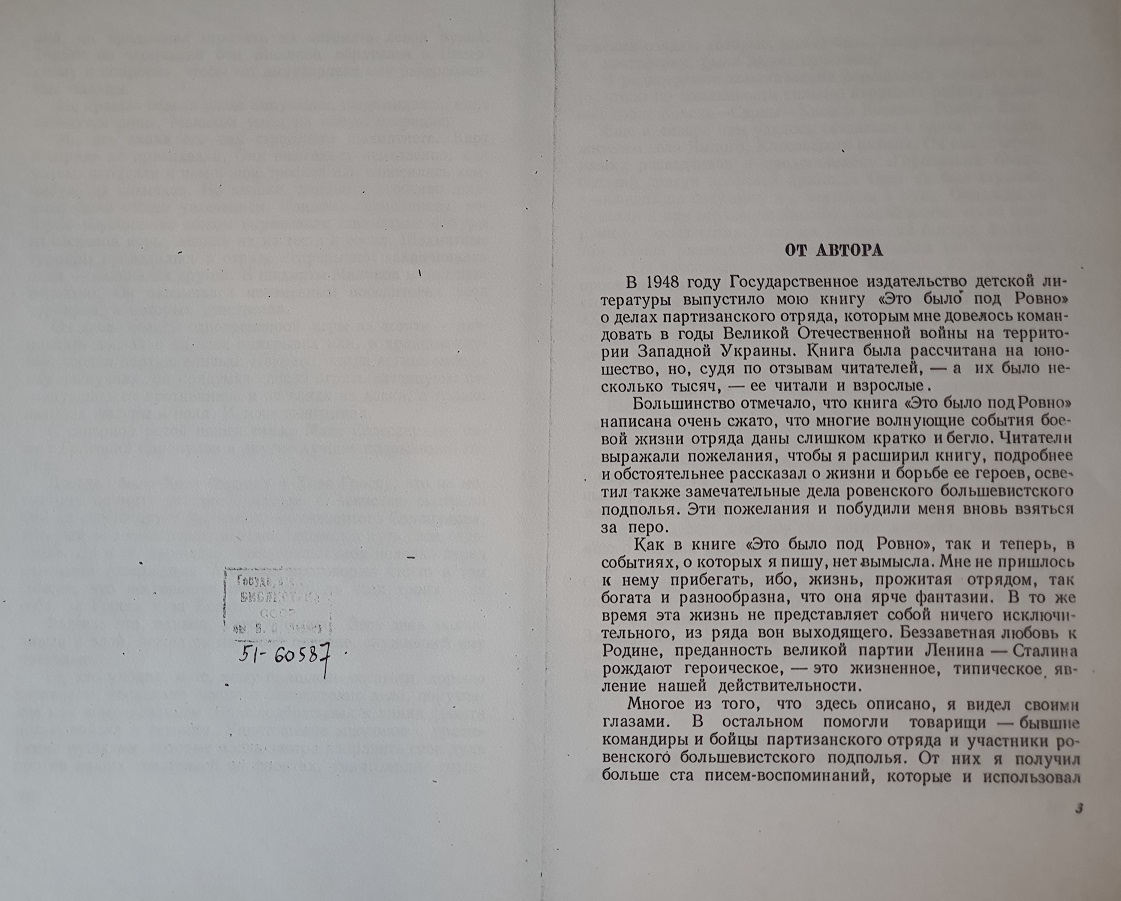 БИБЛИОТЕКА
СССР
51-60587
ОТ АВТОРА
В 1948 году Государственное издательство детской ли-
тературы выпустило мою книгу «Это было под Ровно»
о делах партизанского отряда, которым мне довелось коман-
довать в годы Великой Отечественной войны на террито-
рии Западной Украины. Книга была рассчитана на юно-
шество, но, судя по отзывам читателей, — а их было не-
сколько тысяч, — ее читали и взрослые.
Большинство отмечало, что книга «Это было под Ровно»
написана очень сжато, что многие волнующие события бое-
вой жизни отряда даны слишком кратко и бегло. Читатели
выражали пожелания, чтобы я расширил книгу, подробнее
и обстоятельнее рассказал о жизни и борьбе ее героев, осве-
тил также замечательные дела ровенского большевистского
подполья. Эти пожелания и побудили меня вновь взяться
за перо.
Как в книге «Это было под Ровно», так и теперь, в
событиях, о которых я пишу, нет вымысла. Мне не пришлось
к нему прибегать, ибо, жизнь, прожитая отрядом, так
богата и разнообразна, что она ярче фантазии. В то же
время эта жизнь не представляет собой ничего исключи-
тельного, из ряда вон выходящего. Беззаветная любовь к
Родине, преданность великой партии Ленина — Сталина
рождают героическое, — это жизненное, типическое яв-
ление нашей действительности.
Многое из того, что здесь описано, я видел своими
глазами. В остальном помогли товарищи — бывшие
командиры и бойцы партизанского отряда и участники ро-
венского большевистского подполья. От них я получил
больше ста писем-воспоминаний, которые и использовал
3